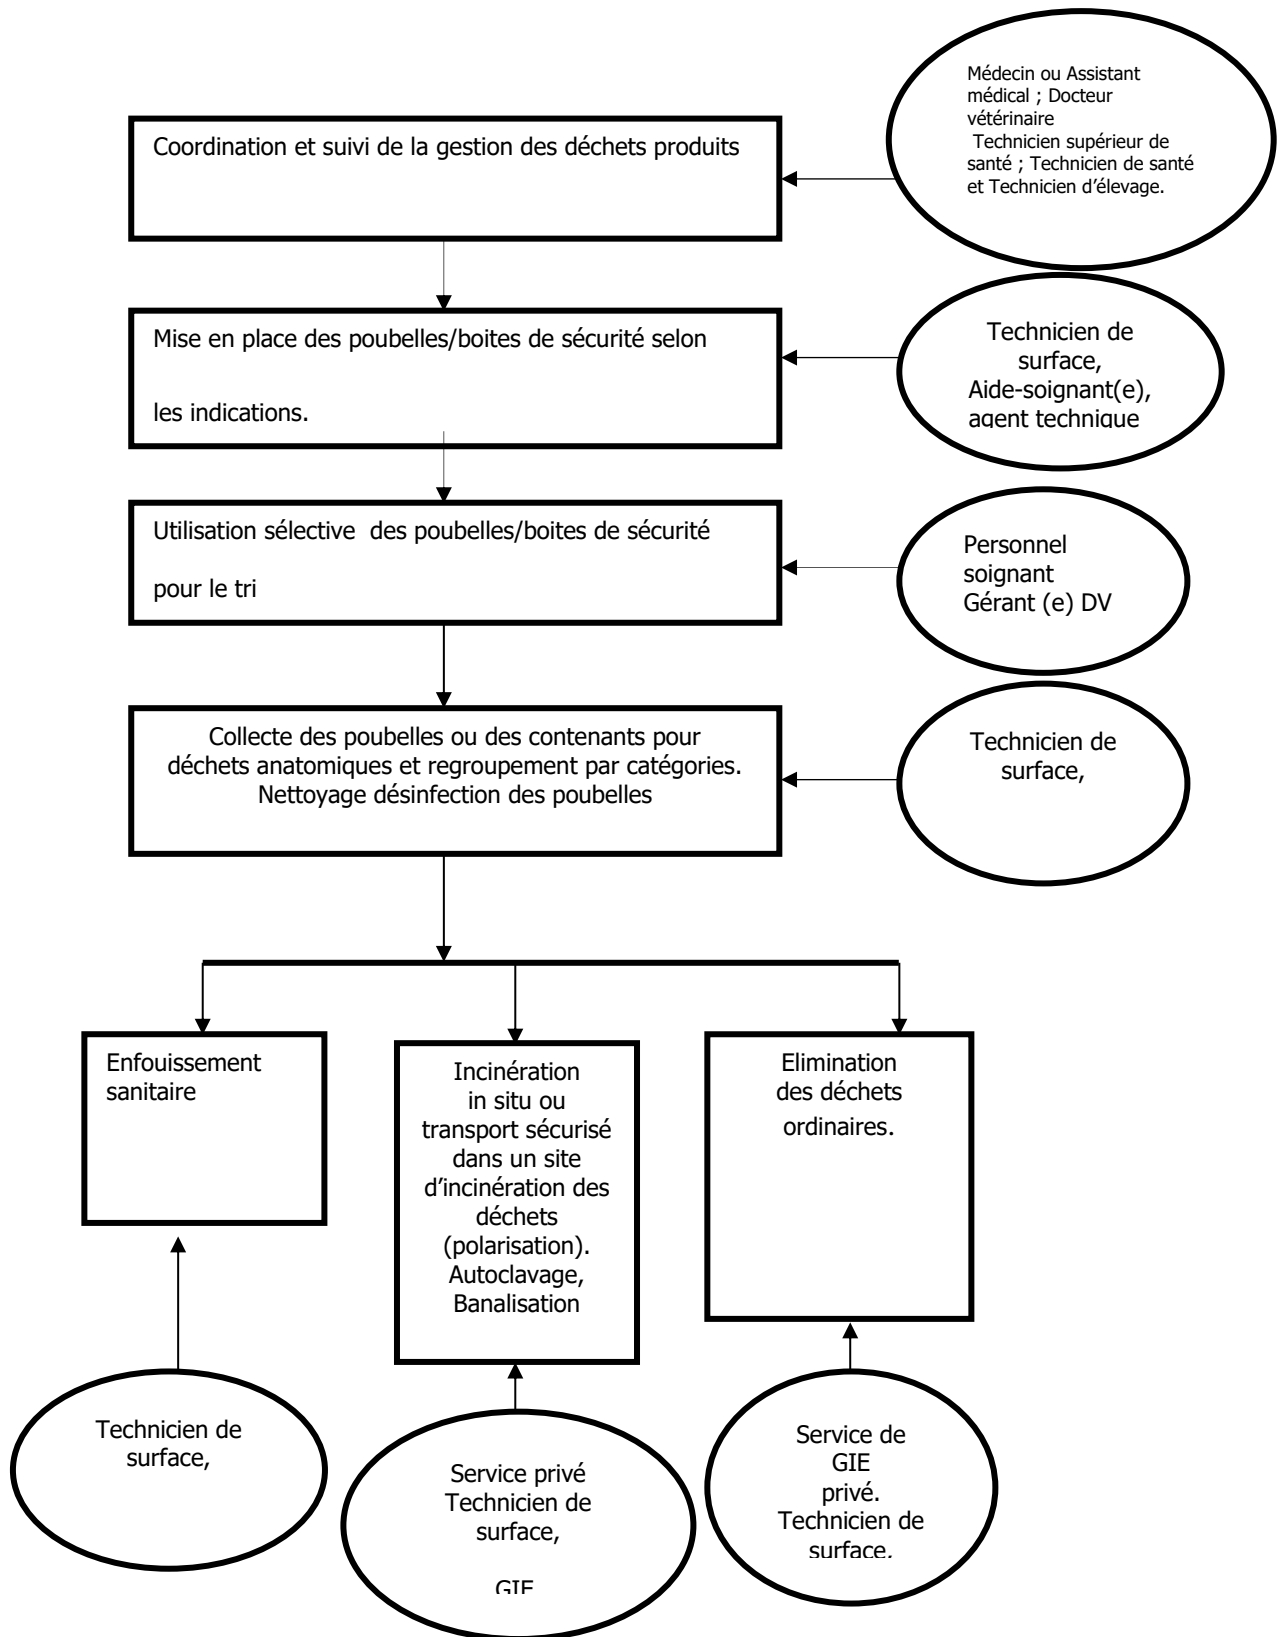 Médecin ou Assistant
médical ; Docteur
vétérinaire
Technicien supérieur de
santé ; Technicien de santé
et Technicien d’élevage.
Coordination et suivi de la gestion des déchets produits
Mise en place des poubelles/boites de sécurité selon
les indications.
Technicien de
surface,
Aide-soignant(e),
agent technique
Utilisation sélective des poubelles/boites de sécurité
pour le tri
Personnel
soignant
Gérant (e) DV
Collecte des poubelles ou des contenants pour
déchets anatomiques et regroupement par catégories.
Nettoyage désinfection des poubelles
Technicien de
surface,
Enfouissement
sanitaire
Incinération
in situ ou
transport sécurisé
dans un site
d’incinération des
déchets
(polarisation).
Autoclavage,
Banalisation
Elimination
des déchets
ordinaires.
Technicien de
surface,
Service privé
Technicien de
surface,
GIE
Service de
GIE
privé.
Technicien de
surface,